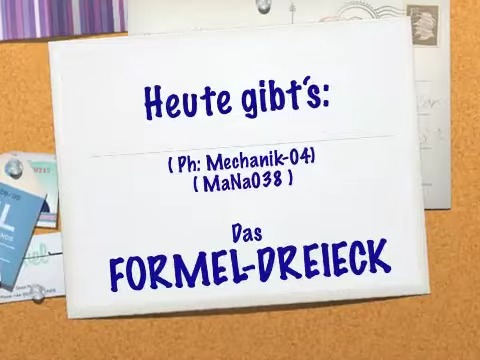 Heute gibt´s:
( Ph: Mechanik-04)
( MaNa038 )
Das
FORMEL-DREIECK